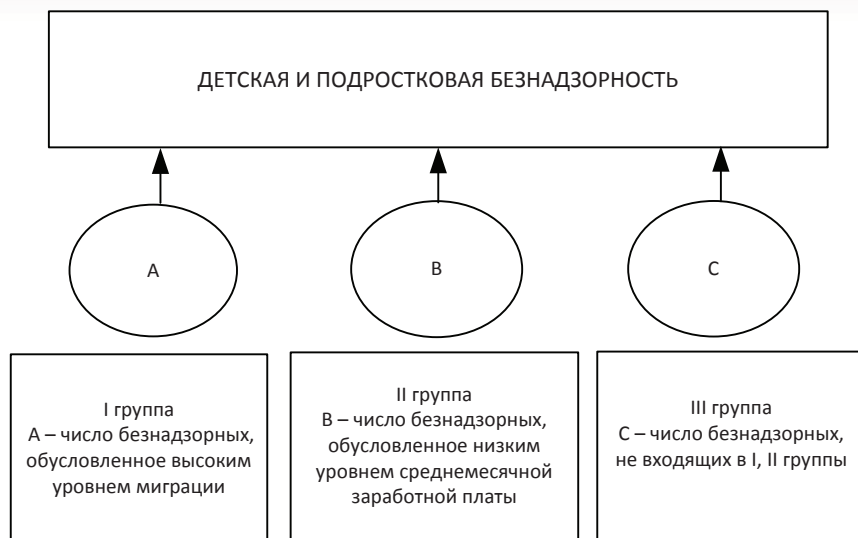 ДЕТСКАЯ И ПОДРОСТКОВАЯ БЕЗНАДЗОРНОСТЬ
А
В
С
I группа
А – число безнадзорных,
обусловленное высоким
уровнем миграции
II группа
В – число безнадзорных,
обусловленное низким
уровнем среднемесячной
заработной платы
III группа
С – число безнадзорных,
не входящих в I, II группы